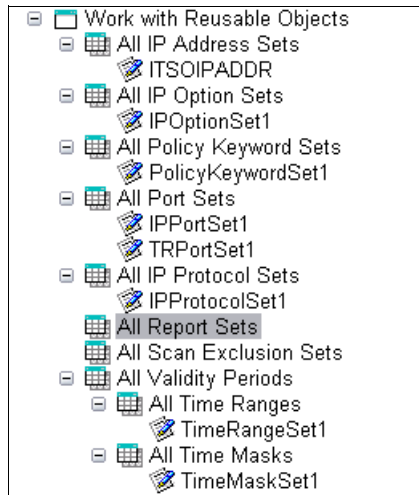 Work with Reusable Objects
All IP Address Sets
ITSOIPADDR
All IP Option Sets
IPOptionSet1
All Policy Keyword Sets
PolicyKeywordSet1
All Port Sets
IPPortSet1
TRPortSet1
All IP Protocol Sets
IPProtocolSet1
All Report Sets
All Scan Exclusion Sets
All Validity Periods
All Time Ranges
TimeRangeSet1
All Time Masks
TimeMaskSet1